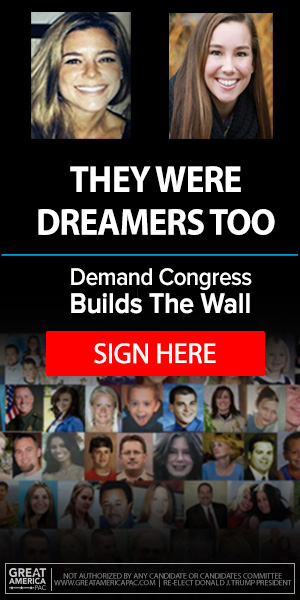 THEY WERE
DREAMERS TOO
Demand Congress
Builds The Wall
SIGN HERE
GREAT
AMERICA
PAC
NOT AUTHORIZED BY ANY CANDIDATE OR CANDIDATES COMMITTEE
WWW.GREATAMERICAPAC.COM | RE-ELECT DONALD J.TRUMP PRESIDENT